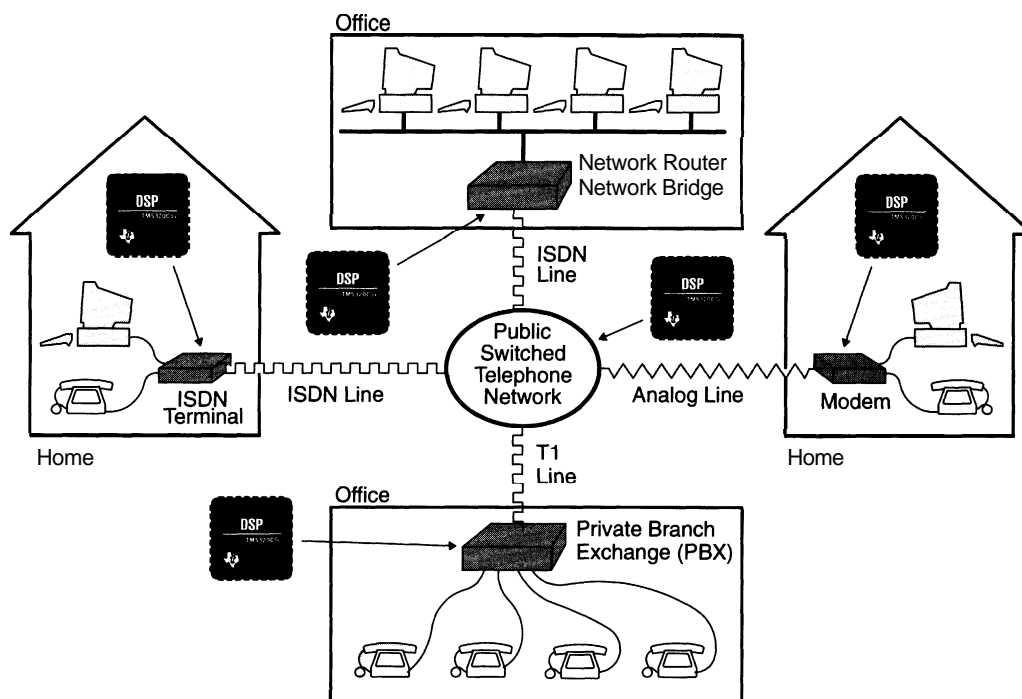 Office
Network Router
Network Bridge
DSP
DSP
DSP
DSP
ISDN
Line
Public
Switched
Telephone
Network
ISDN Line
Analog Line
ISDN
Terminal
Modem
Home
Home
T1
Line
Office
DSP
Private Branch
Exchange (PBX)